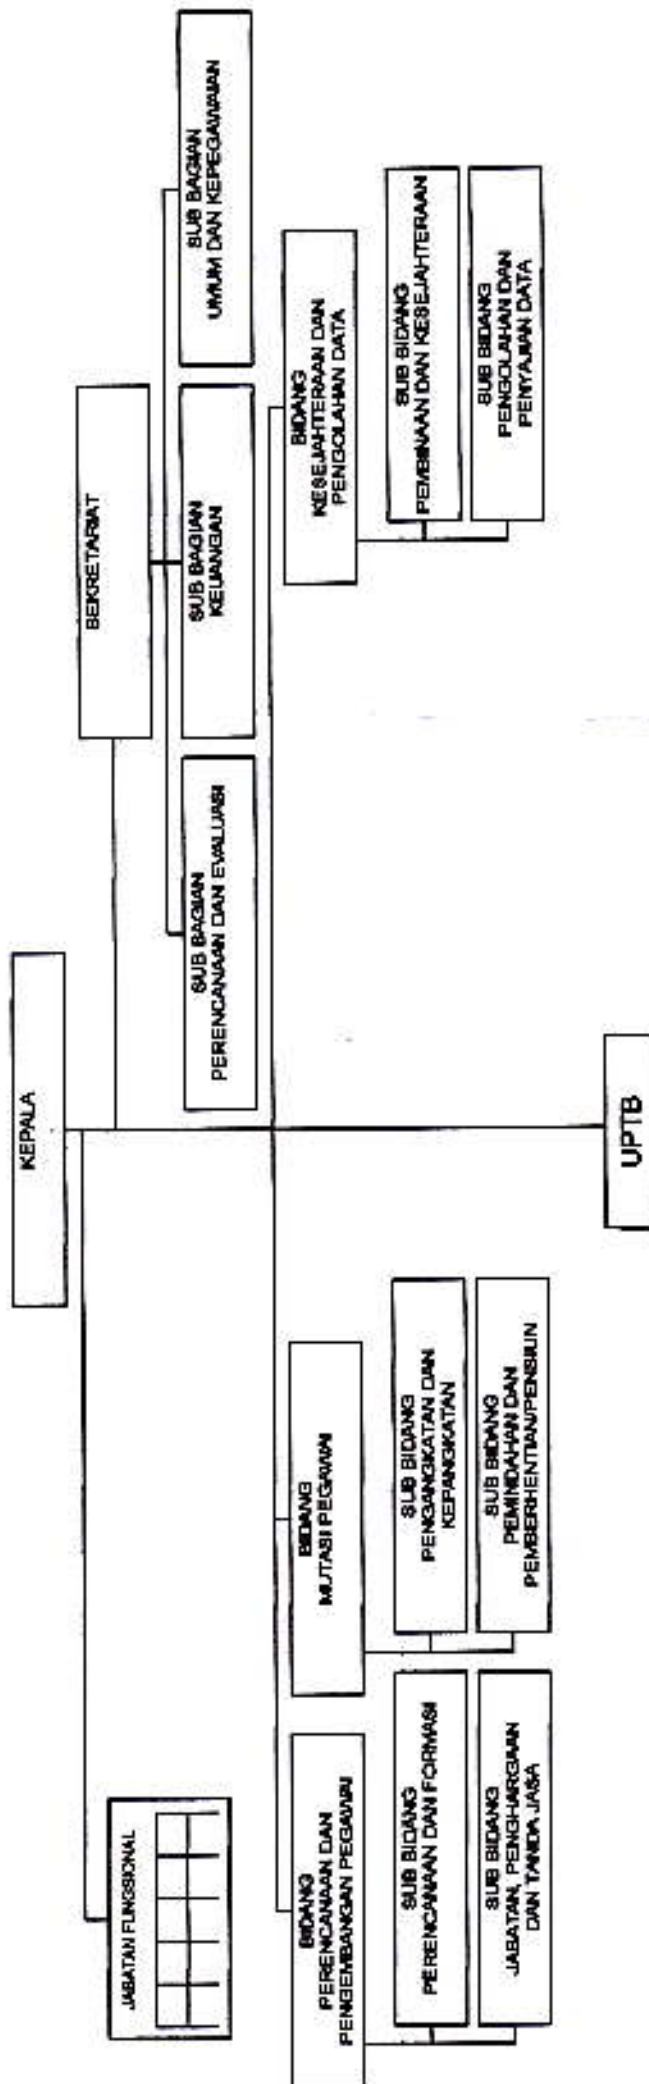 KEPALA
JABATAN FUNGSIONAL
SEKRETARIAT
SUB BAGIAN
PERENCANAAN DAN EVALUASI
SUB BAGIAN
KEUANGAN
SUB BAGIAN
UMUM DAN KEPEGAWAIAN
BIDANG
PERENCANAAN DAN
PENGEMBANGAN PEGAWAI
BIDANG
MUTASI PEGAWAI
BIDANG
KESEJAHTERAAN DAN
PENGOLAHAN DATA
SUB BIDANG
PERENCANAAN DAN FORMASI
SUB BIDANG
JABATAN, PENGHARGAAN
DAN TANDA JASA
SUB BIDANG
PENGANGKATAN DAN
KEPANGKATAN
SUB BIDANG
PEMINDAHAN DAN
PEMBERHENTIAN/PENSIUN
SUB BIDANG
PEMBINAAN DAN KESEJAHTERAAN
SUB BIDANG
PENGOLAHAN DAN
PENYAJIAN DATA
UPTB